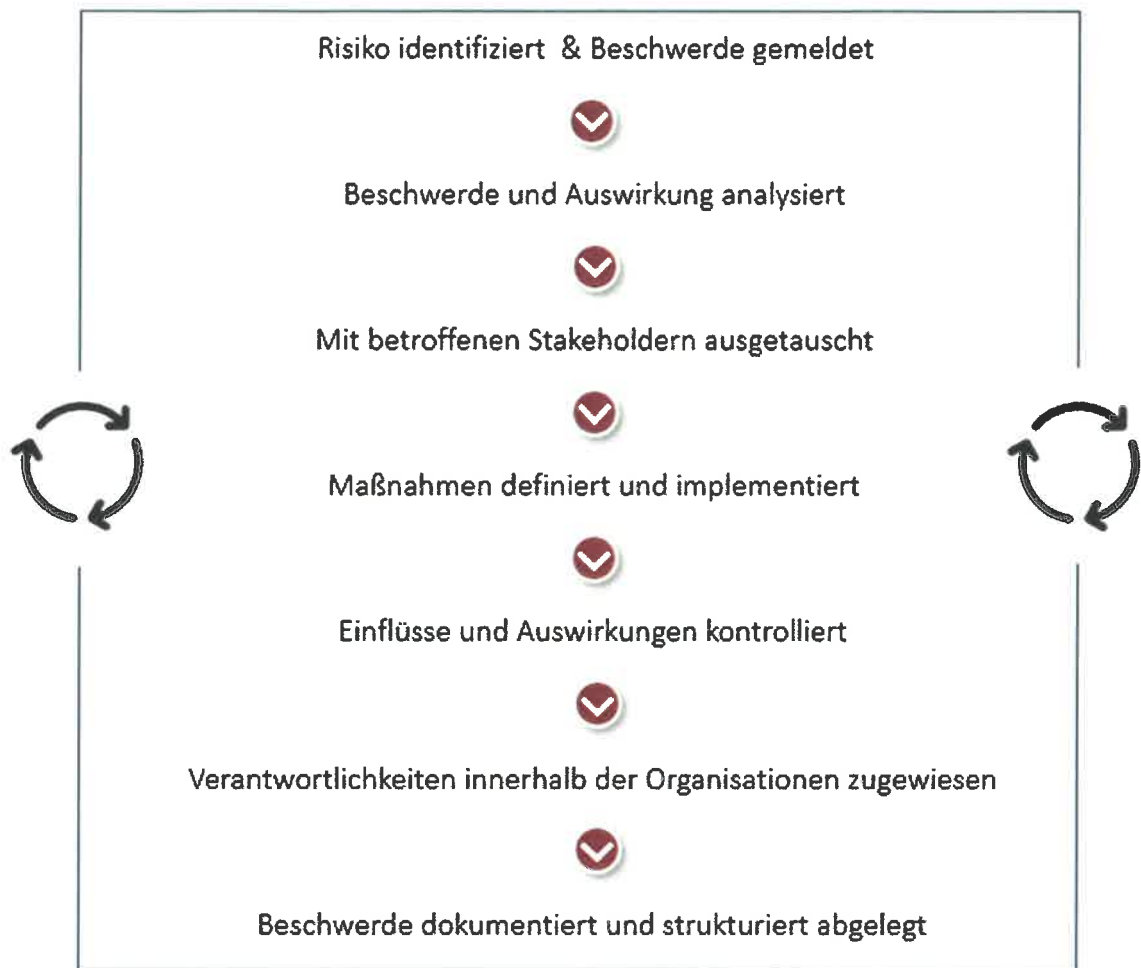 Risiko identifiziert & Beschwerde gemeldet
Beschwerde und Auswirkung analysiert
Mit betroffenen Stakeholdern ausgetauscht
Maßnahmen definiert und implementiert
Einflüsse und Auswirkungen kontrolliert
Verantwortlichkeiten innerhalb der Organisationen zugewiesen
Beschwerde dokumentiert und strukturiert abgelegt